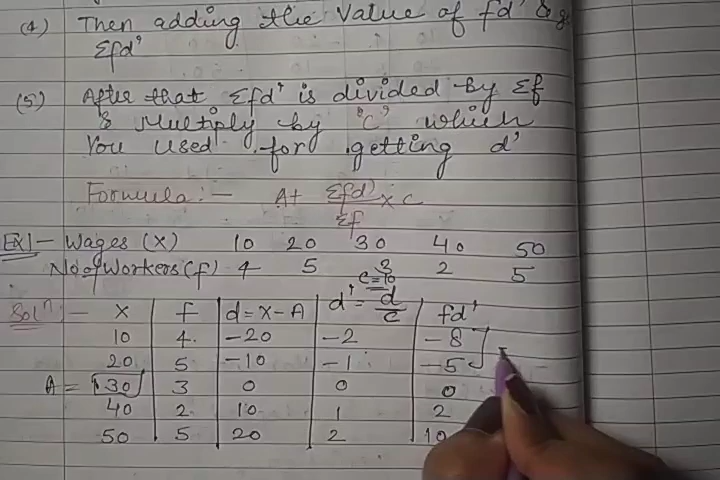 (4) Then adding the Value of fd'
Σfd'
(5) After that Σfd' is divided by Σf
& Multiply by "C" which
You used for getting d'
Formula:- A+ Σfd'/Σf × C
EX1 - Wages (X) 10 20 30 40 50
No of Workers (f) 4 5 3 2 5
C=10
Soln:- X f d = X-A d' = d/c fd'
10 4 -20 -2 -8
20 5 -10 -1 -5
A = 30 3 0 0 0
40 2 10 1 2
50 5 20 2 10